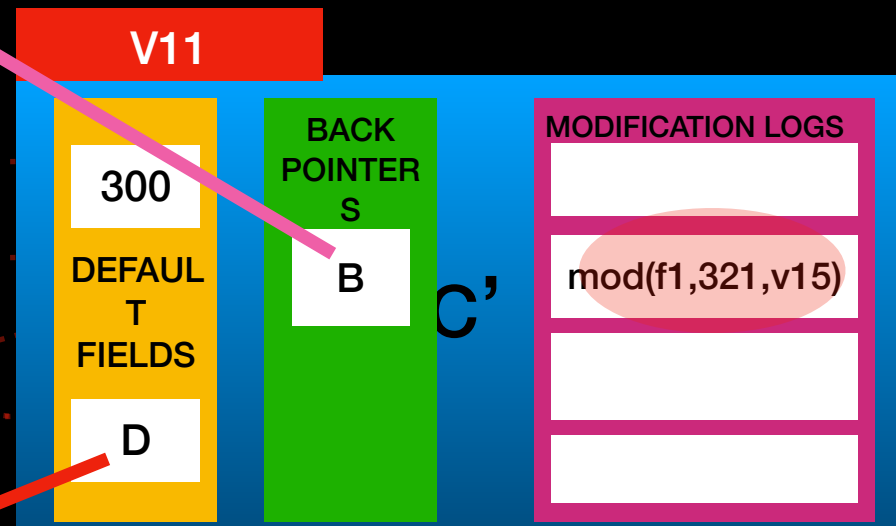 V11
300
DEFAUL
T
FIELDS
D
BACK
POINTER
S
B
C’
MODIFICATION LOGS
mod(f1,321,v15)